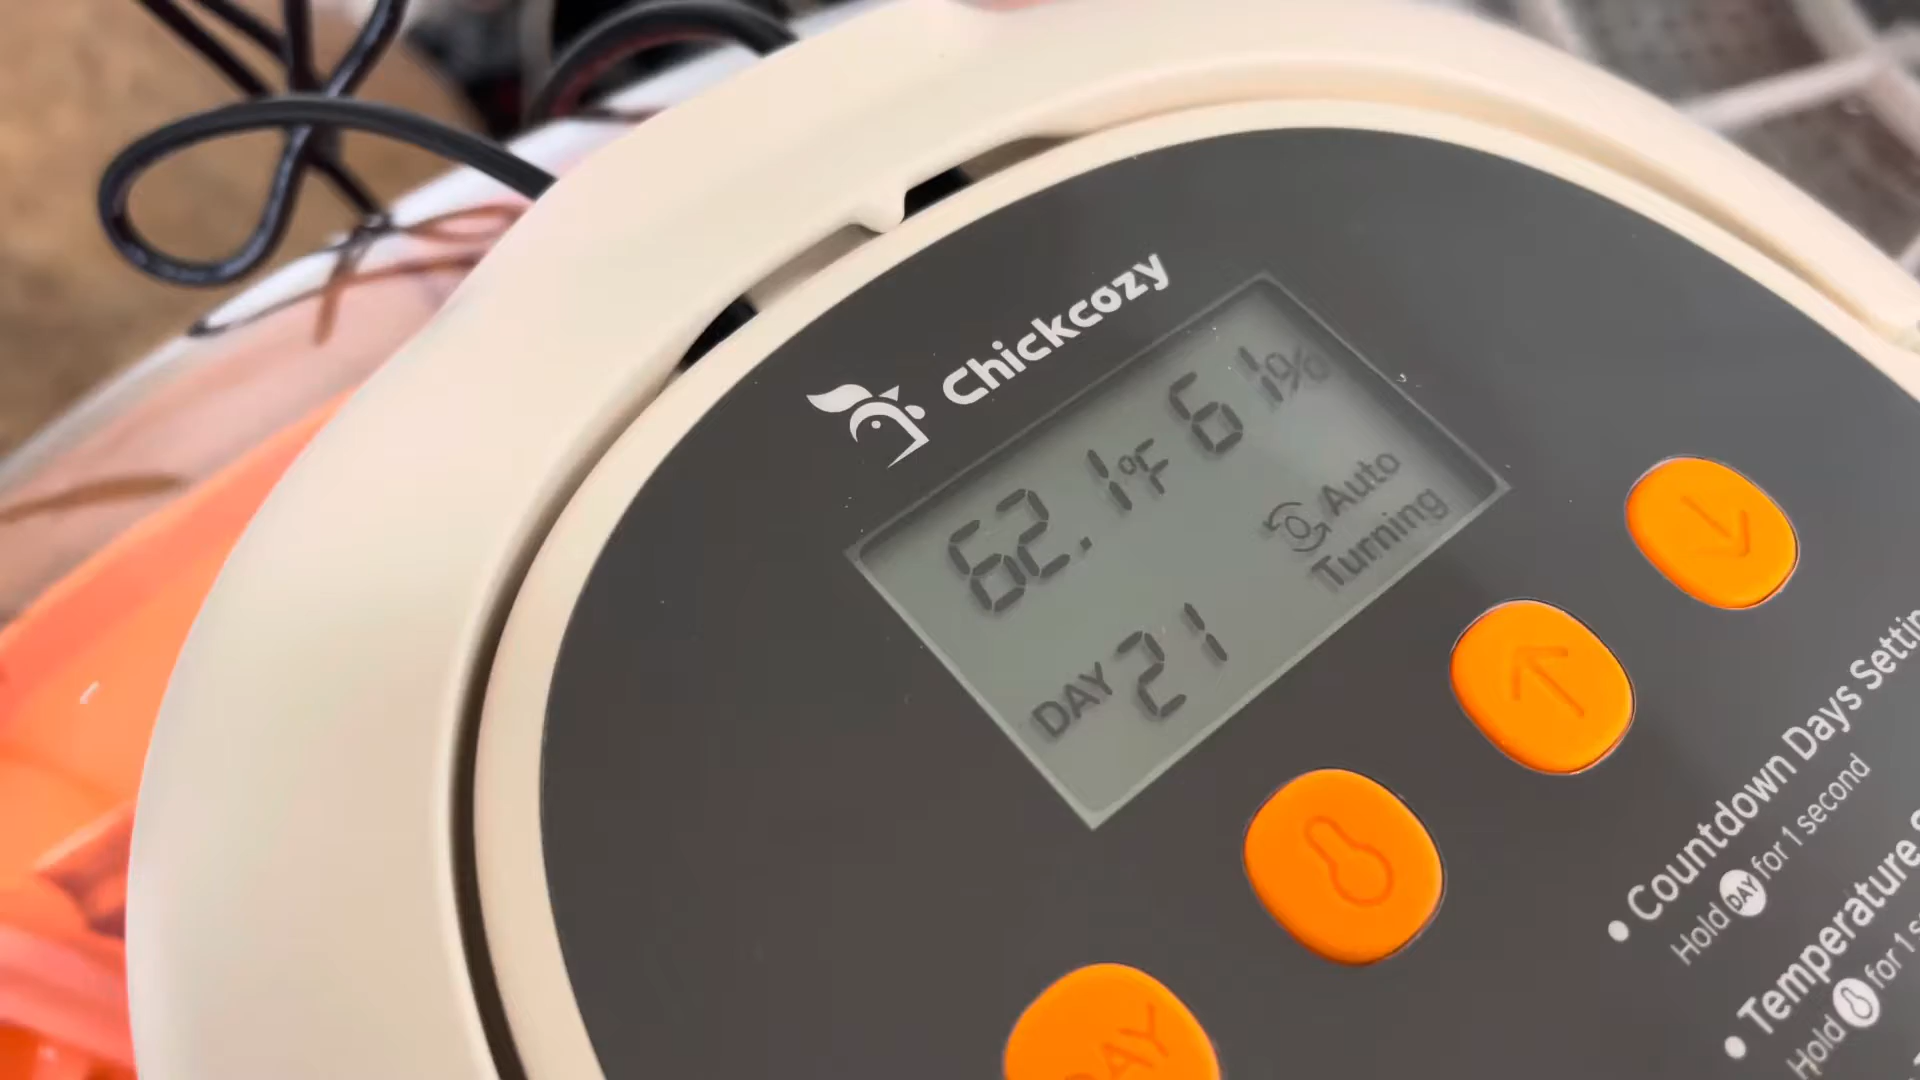 Chickcozy
62.1°F 61%
Auto
Turning
DAY 21
DAY
• Countdown Days
Hold DAY for 1 second
• Temperature
Hold for 1